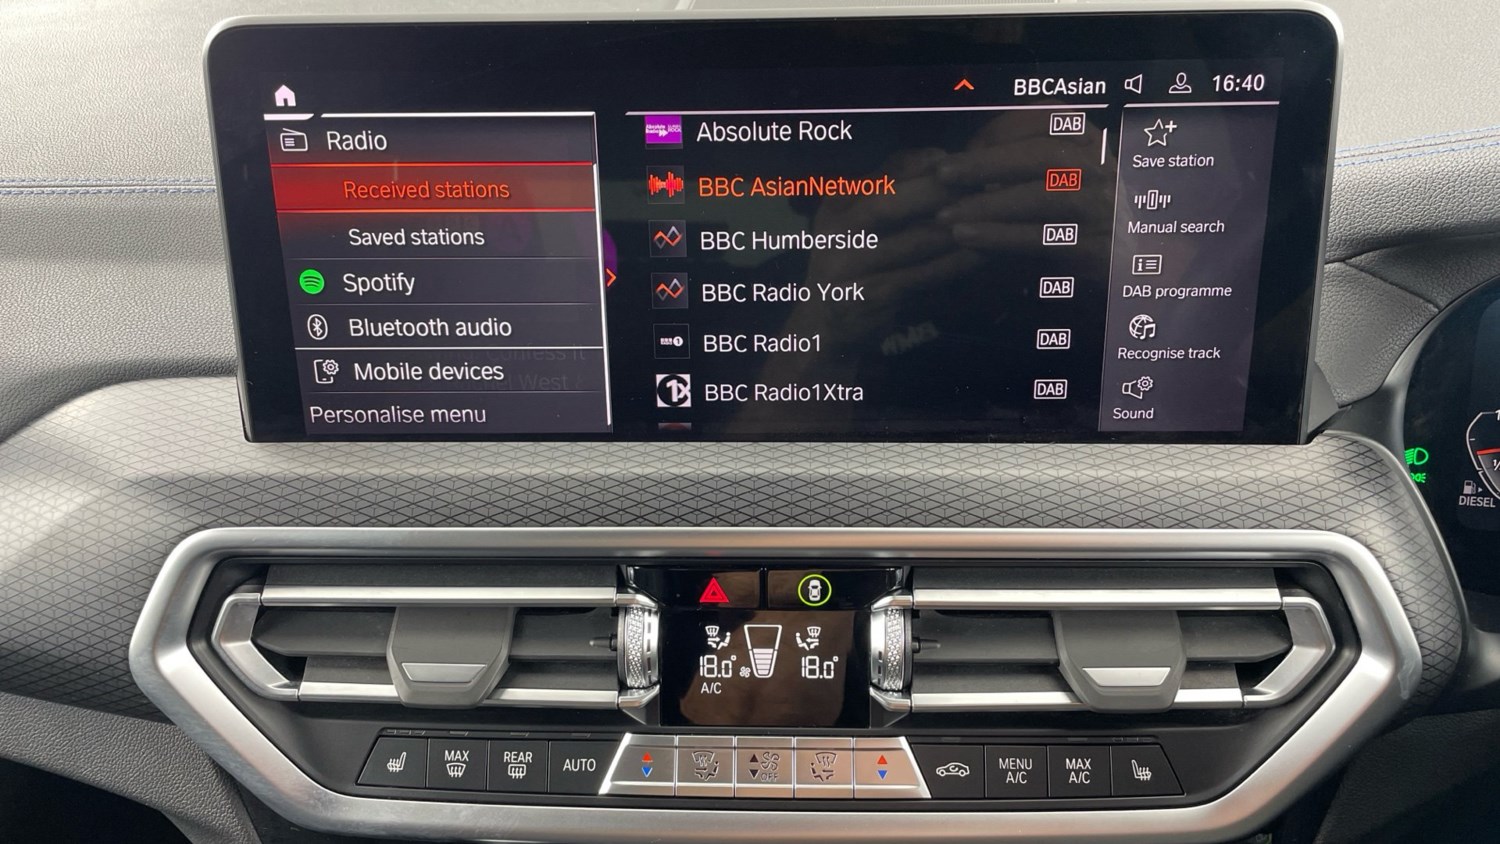 BBCAsian 16:40
Radio
Received stations
Saved stations
Spotify
Bluetooth audio
Mobile devices
Personalise menu
Absolute Rock DAB
BBC AsianNetwork DAB
BBC Humberside DAB
BBC Radio York DAB
BBC Radio1 DAB
BBC Radio1Xtra DAB
Save station
Manual search
DAB programme
Recognise track
Sound
DIESEL
18.0° 18.0°
A/C
MAX
REAR
AUTO
OFF
MENU
A/C
MAX
A/C